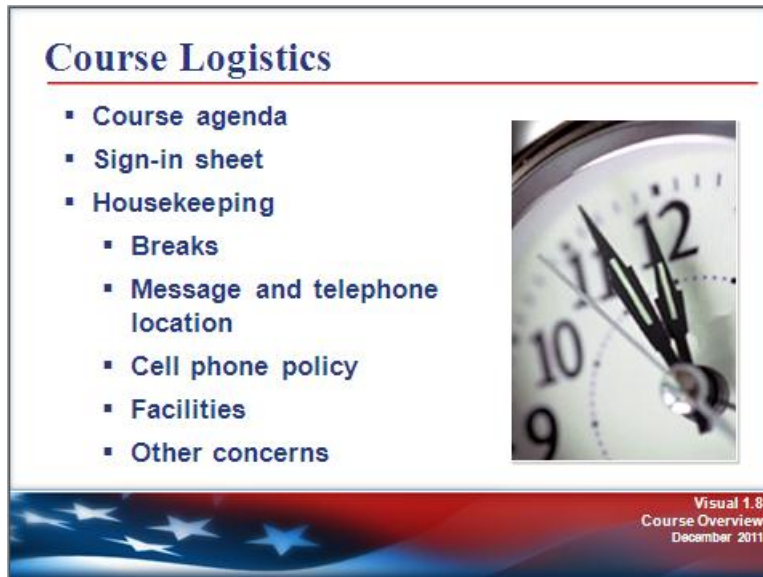 Course Logistics
Course agenda
Sign-in sheet
Housekeeping
Breaks
Message and telephone
location
Cell phone policy
Facilities
Other concerns
12
11
10
9
Visual 1.8
Course Overview
December 2011